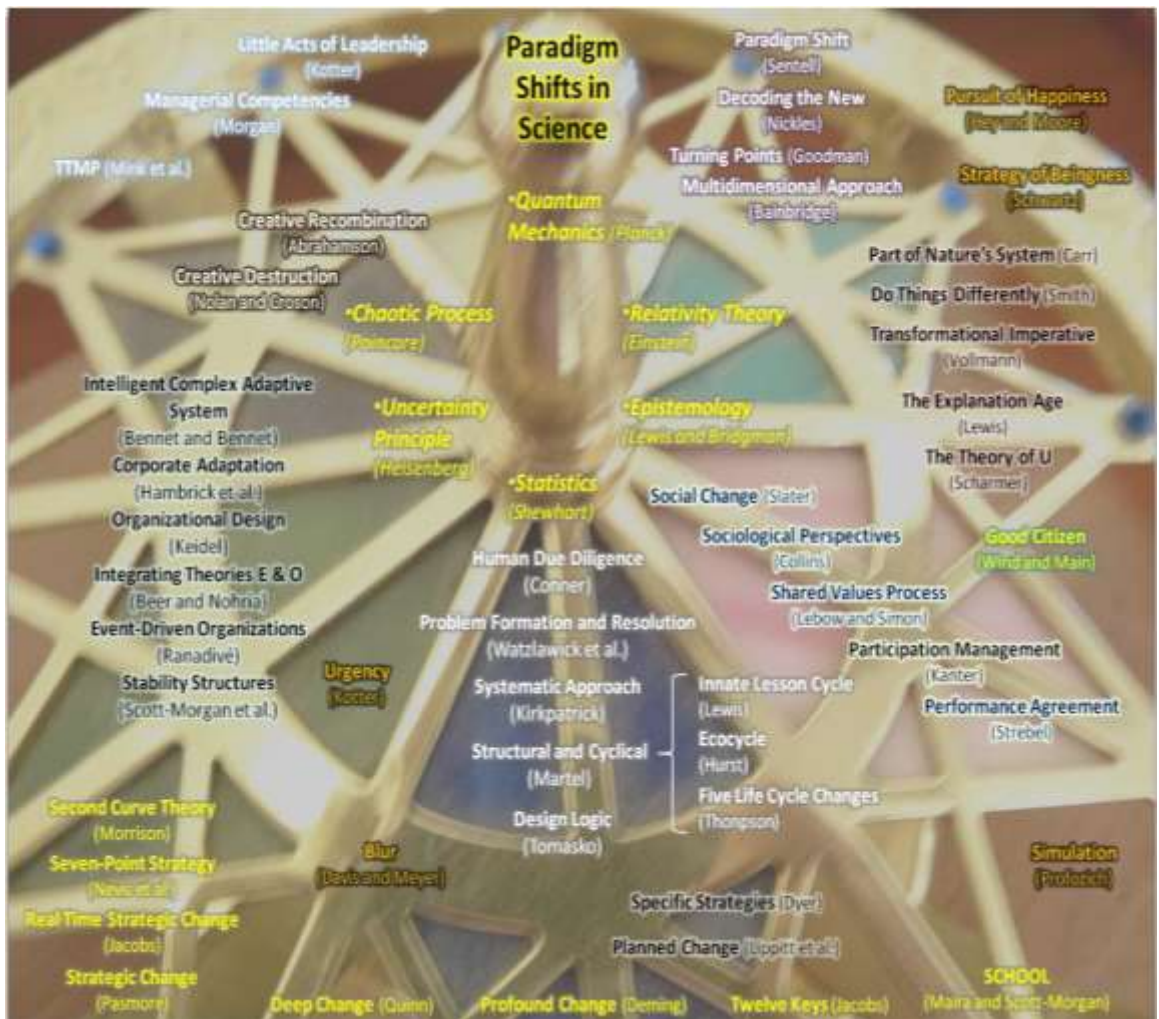 Paradigm
Shifts in
Science
Little Acts of Leadership
(Kotter)
Managerial Competencies
(Morgan)
TTMP (Mink et al.)
Creative Recombination
(Abrahamson)
Creative Destruction
(Nolan and Croson)
•Quantum
Mechanics (Planck)
•Chaotic Process
(Poincare)
•Relativity Theory
(Einstein)
•Uncertainty
Principle
(Heisenberg)
•Epistemology
(Lewis and Bridgman)
•Statistics
(Shewhart)
Paradigm Shift
(Sentell)
Decoding the New
(Nickles)
Turning Points (Goodman)
Multidimensional Approach
(Bainbridge)
Pursuit of Happiness
(Hey and Moore)
Strategy of Beingness
(Schwartz)
Part of Nature's System (Carr)
Do Things Differently (Smith)
Transformational Imperative
(Vollmann)
The Explanation Age
(Lewis)
The Theory of U
(Scharmer)
Intelligent Complex Adaptive
System
(Bennet and Bennet)
Corporate Adaptation
(Hambrick et al.)
Organizational Design
(Keidel)
Integrating Theories E & O
(Beer and Nohria)
Event-Driven Organizations
(Ranadivé)
Stability Structures
(Scott-Morgan et al.)
Urgency
(Kotter)
Social Change (Slater)
Sociological Perspectives
(Collins)
Good Citizen
(Wind and Main)
Shared Values Process
(Lebow and Simon)
Participation Management
(Kanter)
Performance Agreement
(Strebel)
Human Due Diligence
(Conner)
Problem Formation and Resolution
(Watzlawick et al.)
Systematic Approach
(Kirkpatrick)
Structural and Cyclical
(Martel)
Design Logic
(Tomasko)
Innate Lesson Cycle
(Lewis)
Ecocycle
(Hurst)
Five Life Cycle Changes
(Thonpson)
Second Curve Theory
(Morrison)
Seven-Point Strategy
(Nevis et al.)
Real Time Strategic Change
(Jacobs)
Strategic Change
(Pasmore)
Blur
(Davis and Meyer)
Simulation
(Profozich)
Specific Strategies (Dyer)
Planned Change (Lippitt et al.)
Deep Change (Quinn)
Profound Change (Deming)
Twelve Keys (Jacobs)
SCHOOL
(Maira and Scott-Morgan)